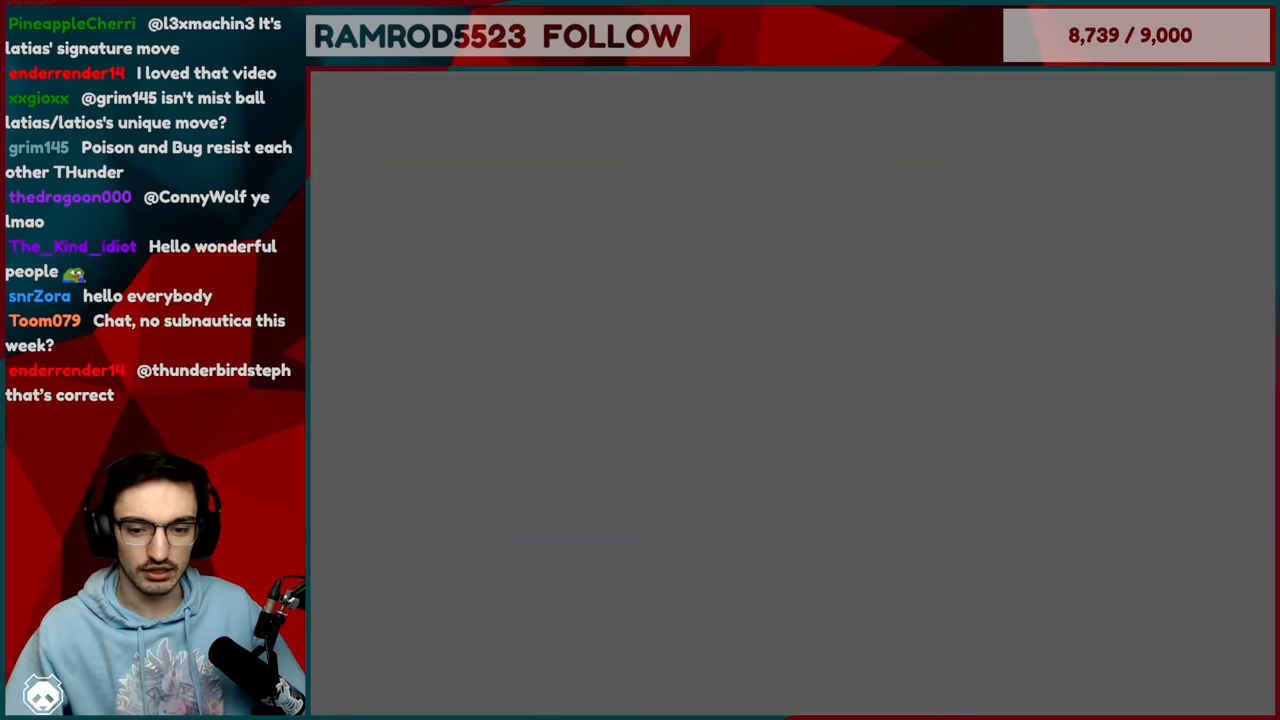 PineappleCherri @l3xmachin3 It's
latias' signature move
enderrender14 I loved that video
xxgioxx @grim145 isn't mist ball
latias/latios's unique move?
grim145 Poison and Bug resist each
other THunder
thedragoon000 @ConnyWolf ye
lmao
The_Kind_idiot Hello wonderful
people
snrZora hello everybody
Toom079 Chat, no subnautica this
week?
enderrender14 @thunderbirdsteph
that's correct
RAMROD5523 FOLLOW
8,739 / 9,000